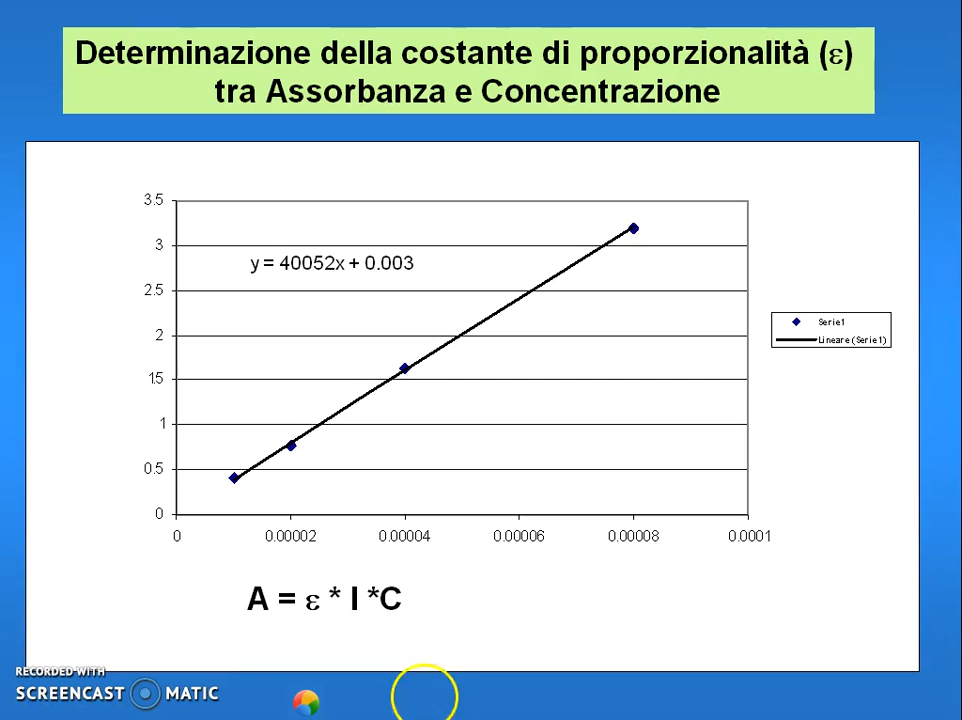 Determinazione della costante di proporzionalità (ε)
tra Assorbanza e Concentrazione
3.5
3
2.5
2
1.5
1
0.5
0
y = 40052x + 0.003
Serie1
Lineare (Serie1)
0 0.00002 0.00004 0.00006 0.00008 0.0001
A = ε * l *C
RECORDED WITH
SCREENCAST MATIC